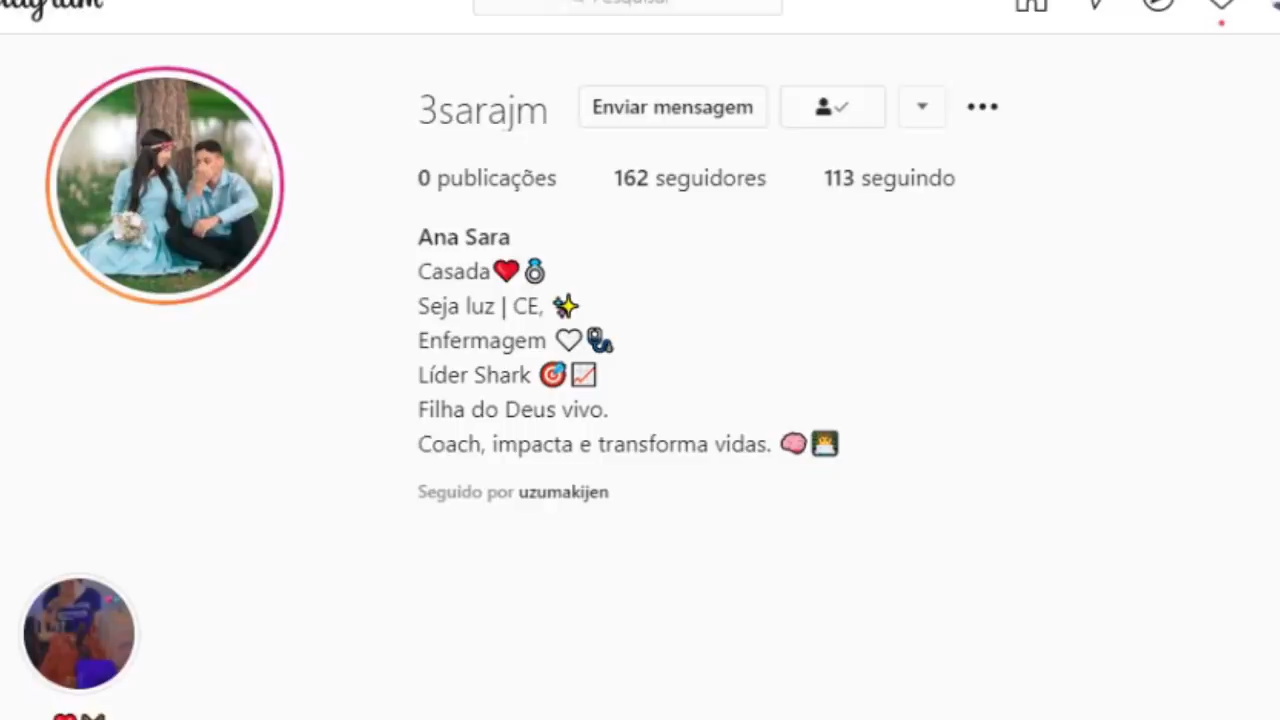 Pesquisar
3sarajm Enviar mensagem
0 publicações 162 seguidores 113 seguindo
Ana Sara
Casada❤️💍
Seja luz | CE, ✨
Enfermagem 🤍🩺
Líder Shark 🎯📈
Filha do Deus vivo.
Coach, impacta e transforma vidas. 🧠👨‍💻
Seguido por uzumakijen